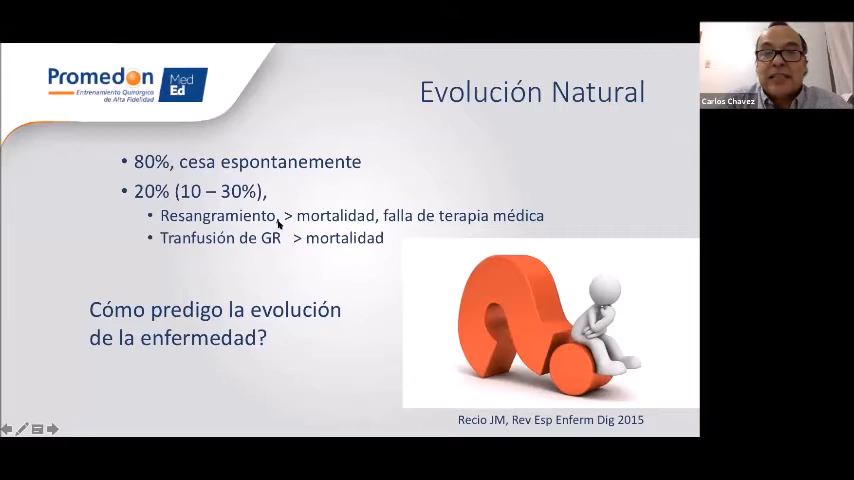 Promedon
Med
Ed
Entrenamiento Quirúrgico
de Alta Fidelidad
Evolución Natural
Carlos Chavez
• 80%, cesa espontanemente
• 20% (10 – 30%),
• Resangramiento, > mortalidad, falla de terapia médica
• Tranfusión de GR > mortalidad
Cómo predigo la evolución
de la enfermedad?
Recio JM, Rev Esp Enferm Dig 2015